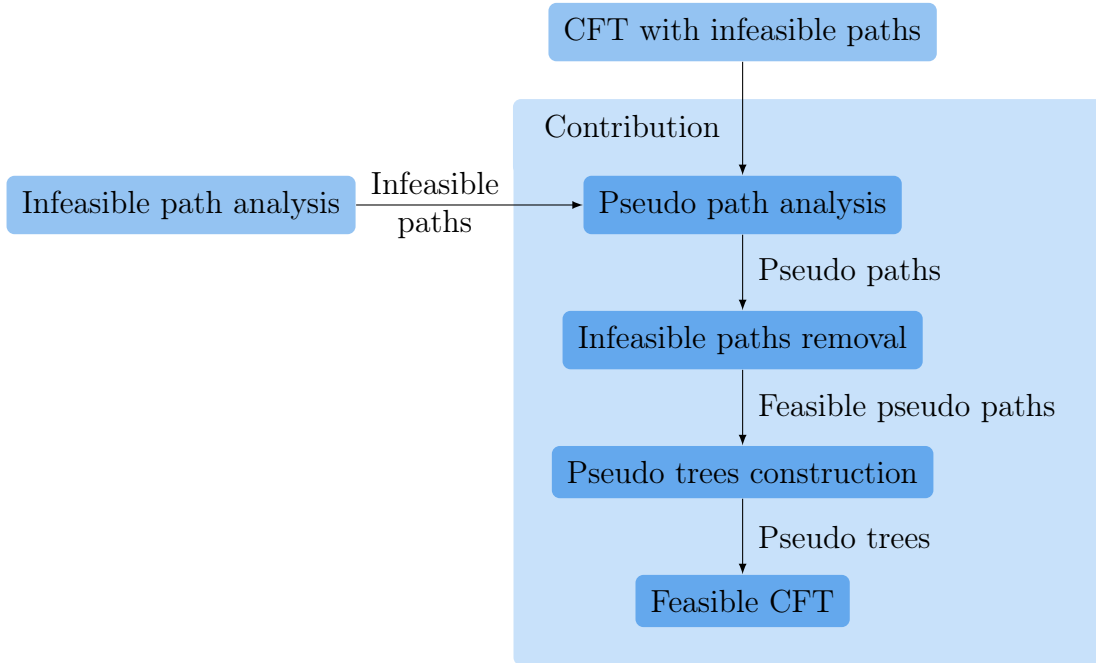 CFT with infeasible paths
Contribution
Infeasible path analysis
Infeasible
paths
Pseudo path analysis
Pseudo paths
Infeasible paths removal
Feasible pseudo paths
Pseudo trees construction
Pseudo trees
Feasible CFT